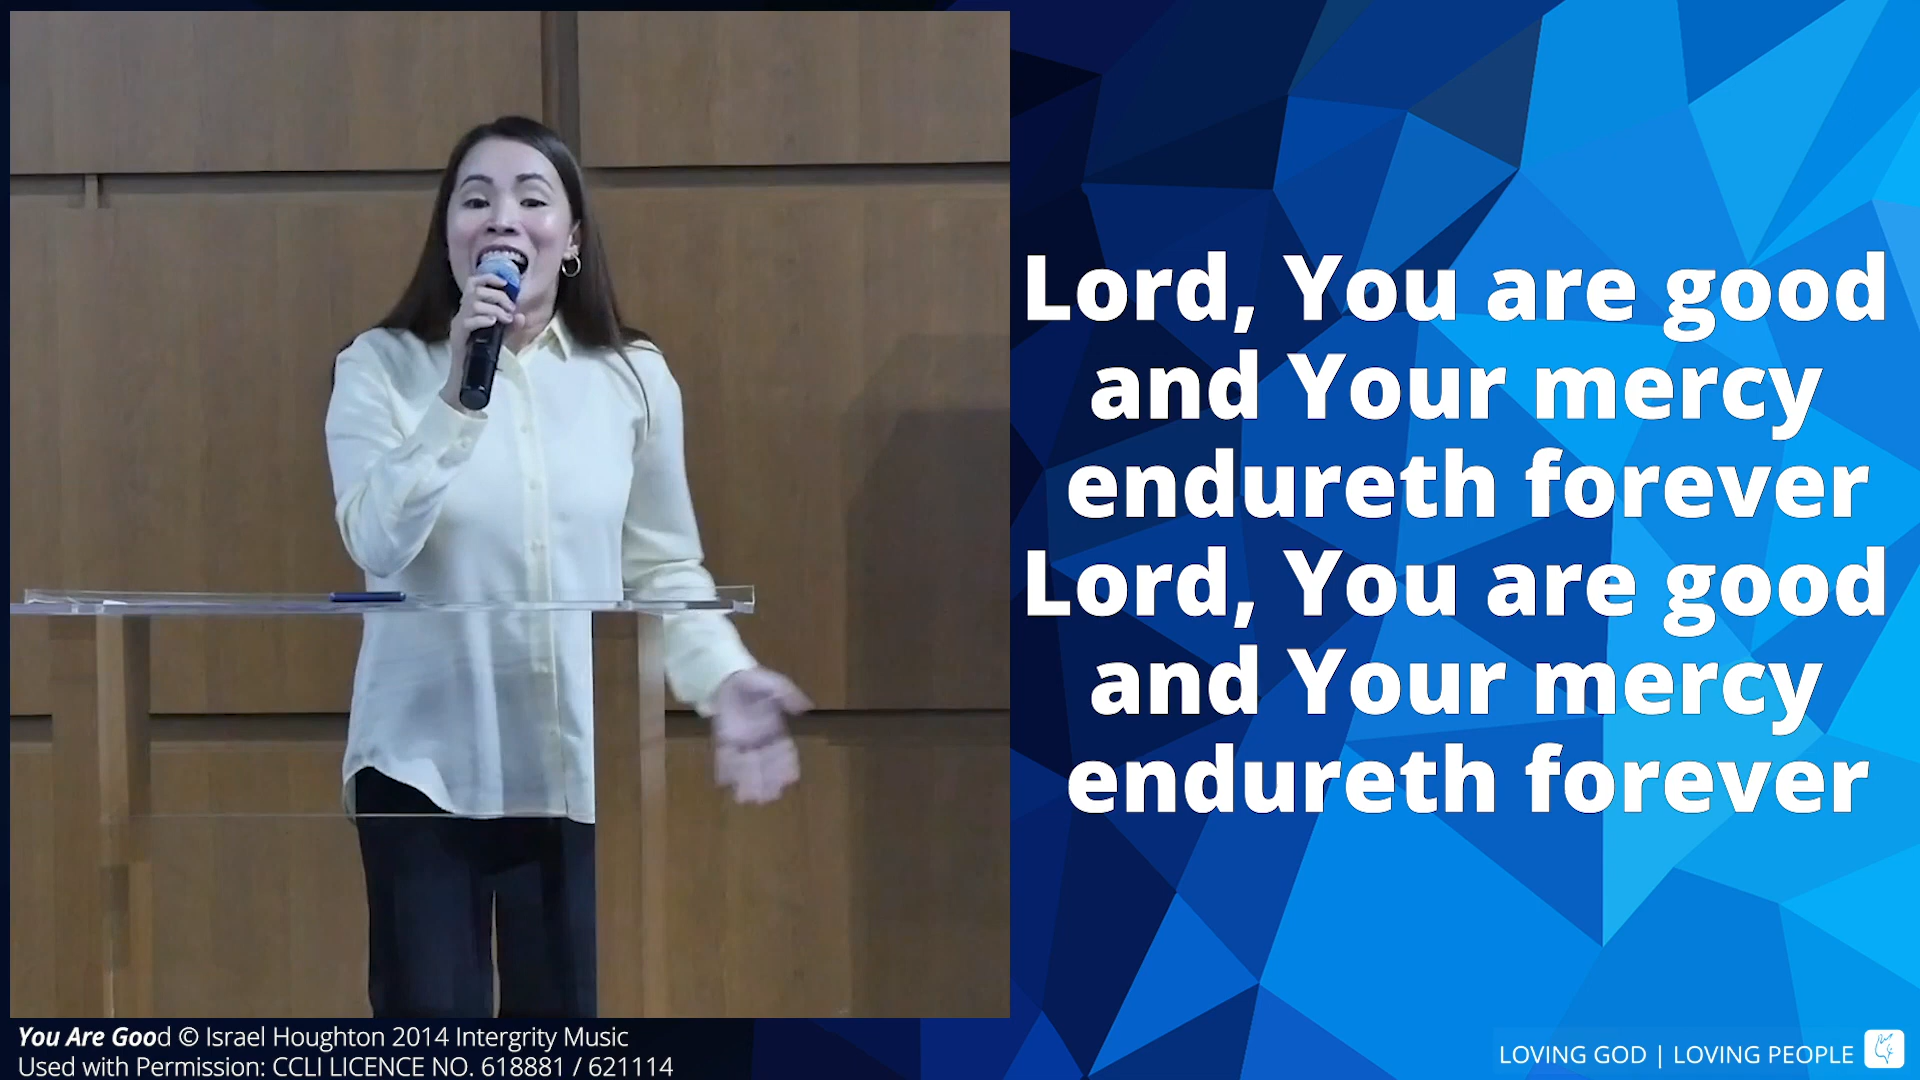 Lord, You are good
and Your mercy
endureth forever
Lord, You are good
and Your mercy
endureth forever
You Are Good © Israel Houghton 2014 Intergrity Music
Used with Permission: CCLI LICENCE NO. 618881 / 621114
LOVING GOD | LOVING PEOPLE